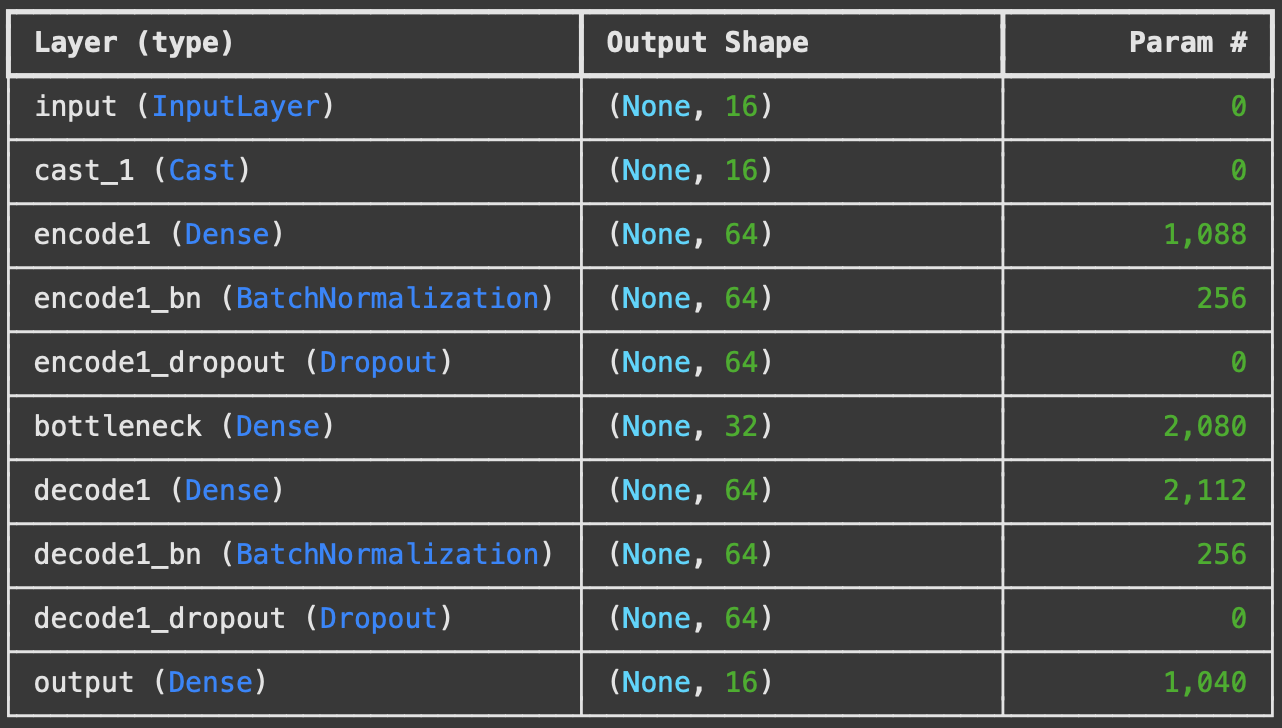 Layer (type) Output Shape Param #
input (InputLayer) (None, 16) 0
cast_1 (Cast) (None, 16) 0
encode1 (Dense) (None, 64) 1,088
encode1_bn (BatchNormalization) (None, 64) 256
encode1_dropout (Dropout) (None, 64) 0
bottleneck (Dense) (None, 32) 2,080
decode1 (Dense) (None, 64) 2,112
decode1_bn (BatchNormalization) (None, 64) 256
decode1_dropout (Dropout) (None, 64) 0
output (Dense) (None, 16) 1,040